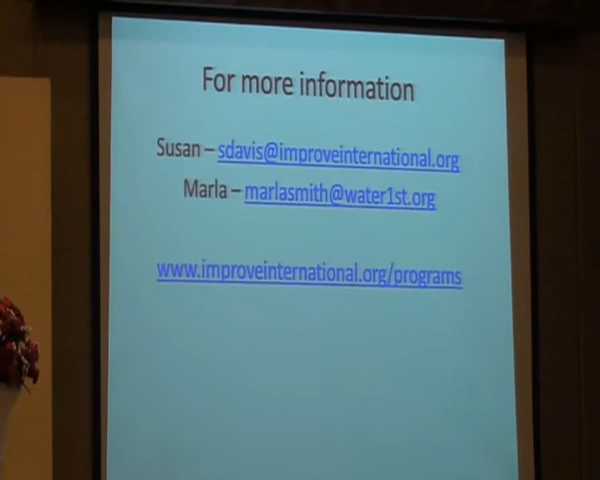 For more information
Susan – sdavis@improveinternational.org
Marla – marlasmith@water1st.org
www.improveinternational.org/programs